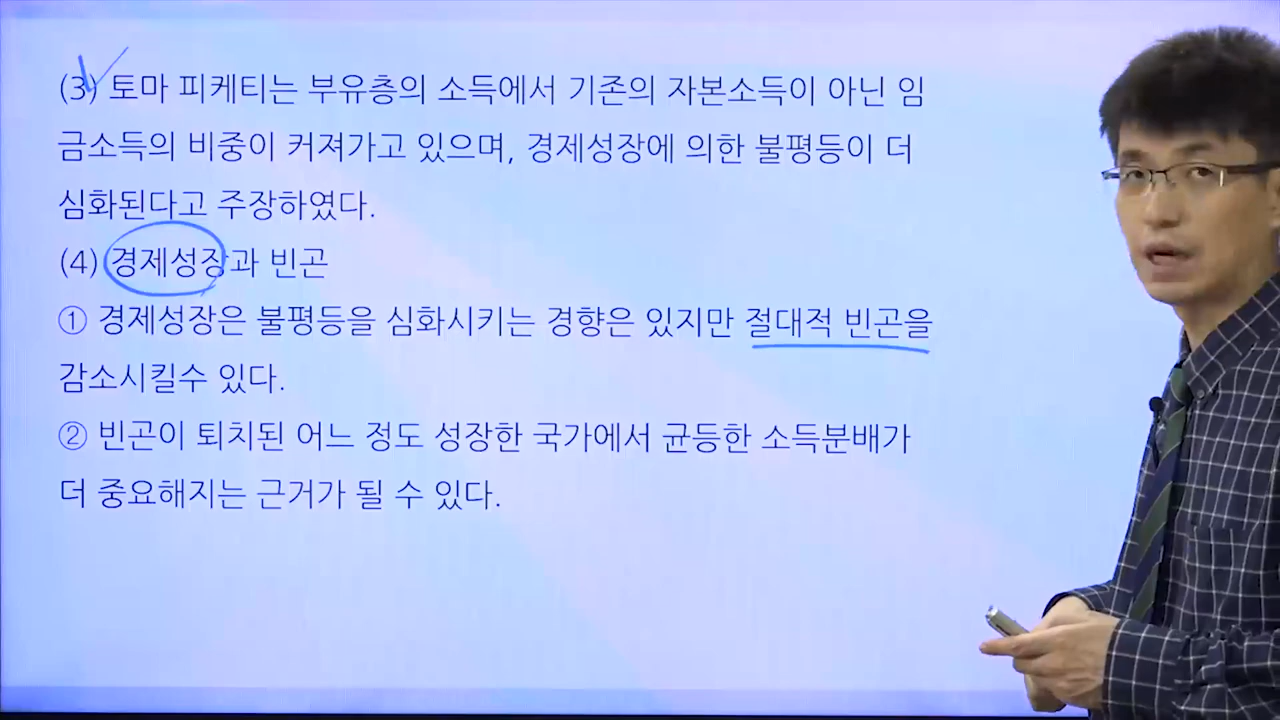 (3) 토마 피케티는 부유층의 소득에서 기존의 자본소득이 아닌 임
금소득의 비중이 커져가고 있으며, 경제성장에 의한 불평등이 더
심화된다고 주장하였다.
(4) 경제성장과 빈곤
① 경제성장은 불평등을 심화시키는 경향은 있지만 절대적 빈곤을
감소시킬수 있다.
② 빈곤이 퇴치된 어느 정도 성장한 국가에서 균등한 소득분배가
더 중요해지는 근거가 될 수 있다.